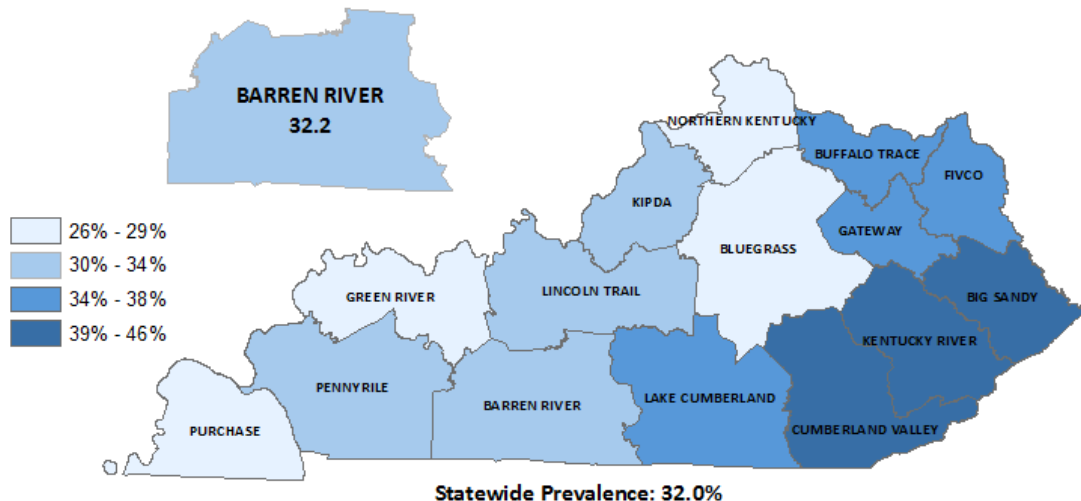 BARREN RIVER
32.2
NORTHERN KENTUCKY
BUFFALO TRACE
FIVCO
KIPDA
GATEWAY
BLUEGRASS
26% - 29%
30% - 34%
34% - 38%
39% - 46%
GREEN RIVER
LINCOLN TRAIL
BIG SANDY
KENTUCKY RIVER
PENNYRILE
BARREN RIVER
LAKE CUMBERLAND
PURCHASE
CUMBERLAND VALLEY
Statewide Prevalence: 32.0%